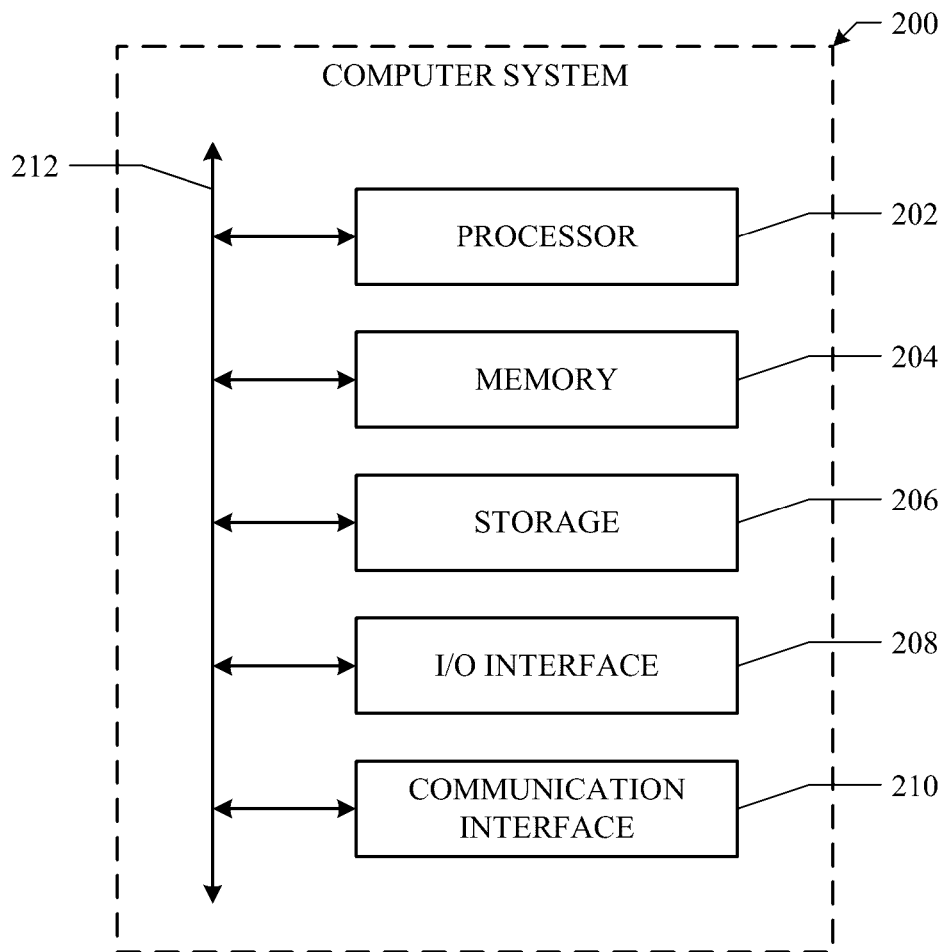 200
COMPUTER SYSTEM
212
PROCESSOR
202
MEMORY
204
STORAGE
206
I/O INTERFACE
208
COMMUNICATION
INTERFACE
210